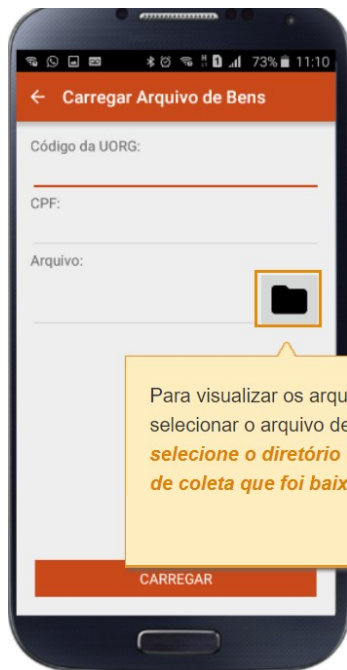 73% 11:10
← Carregar Arquivo de Bens
Código da UORG:
CPF:
Arquivo:
Para visualizar os arqu
selecionar o arquivo de
selecione o diretório
de coleta que foi baix
CARREGAR